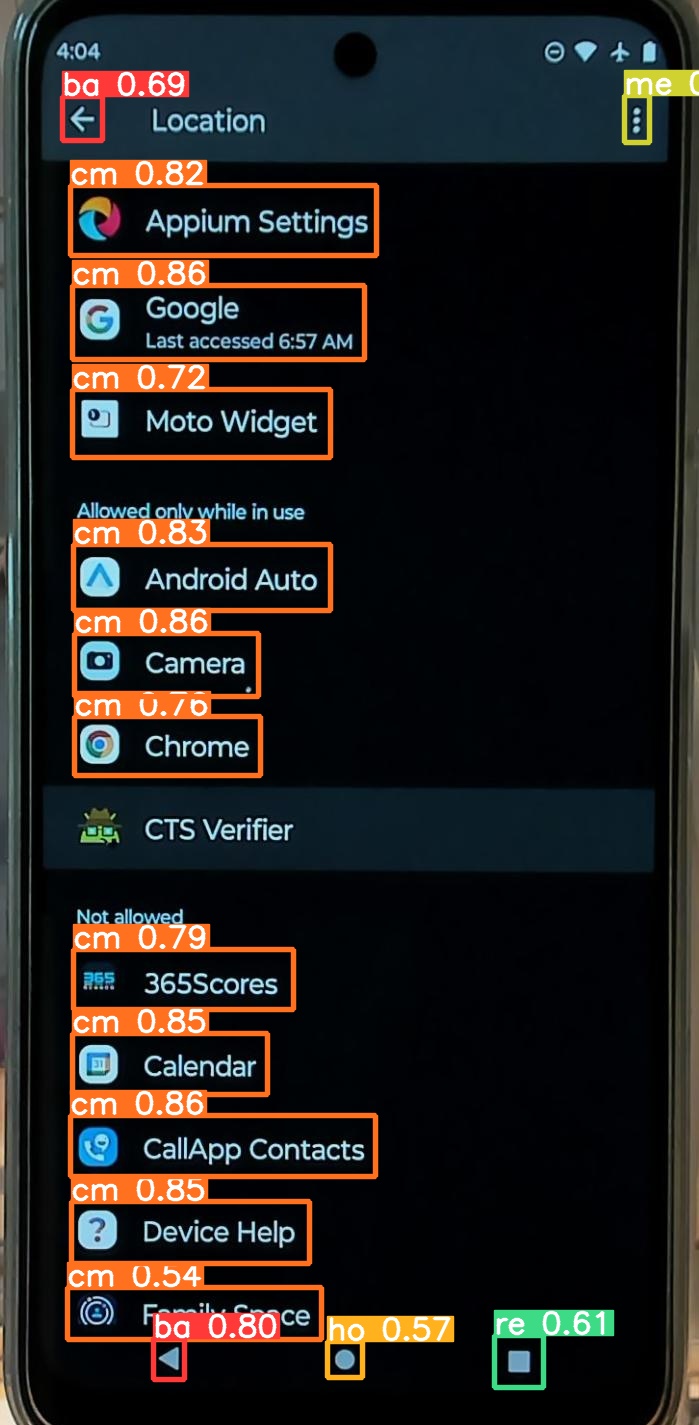 4:04
ba 0.69
me 0
Location
cm 0.82
Appium Settings
cm 0.86
Google
Last accessed 6:57 AM
cm 0.72
Moto Widget
Allowed only while in use
cm 0.83
Android Auto
cm 0.86
Camera
cm 0.76
Chrome
CTS Verifier
Not allowed
cm 0.79
365
365Scores
cm 0.85
31
Calendar
cm 0.86
CallApp Contacts
cm 0.85
?
Device Help
cm 0.54
Family Space
ba 0.80
ho 0.57
re 0.61